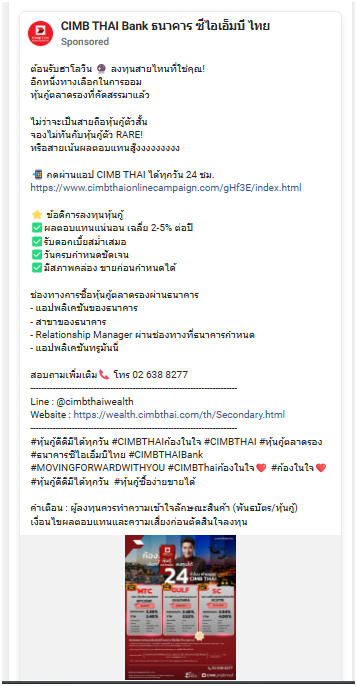 CIMB THAI Bank ธนาคาร ซีไอเอ็มบี ไทย
Sponsored
ต้อนรับฮาโลวีน 🔮 ลงทุนสายไหนที่ใช่คุณ!
อีกหนึ่งทางเลือกในการออม
หุ้นกู้ตลาดรองที่คัดสรรมาแล้ว
ไม่ว่าจะเป็นสายถือหุ้นกู้ตัวสั้น
จองไม่ทันกับหุ้นกู้ตัว RARE!
หรือสายเน้นผลตอบแทนสู๊งงงงงงงงง
📲 กดผ่านแอป CIMB THAI ได้ทุกวัน 24 ชม.
https://www.cimbthaionlinecampaign.com/gHf3E/index.html
⭐ ข้อดีการลงทุนหุ้นกู้
✅ ผลตอบแทนแน่นอน เฉลี่ย 2-5% ต่อปี
✅ รับดอกเบี้ยสม่ำเสมอ
✅ วันครบกำหนดชัดเจน
✅ มีสภาพคล่อง ขายก่อนกำหนดได้
ช่องทางการซื้อหุ้นกู้ตลาดรองผ่านธนาคาร
- แอปพลิเคชันของธนาคาร
- สาขาของธนาคาร
- Relationship Manager ผ่านช่องทางที่ธนาคารกำหนด
- แอปพลิเคชันทรูมันนี่
สอบถามเพิ่มเติม📞 โทร 02 638 8277
------------------------------------------------------------
Line : @cimbthaiwealth
Website : https://wealth.cimbthai.com/th/Secondary.html
------------------------------------------------------------
#หุ้นกู้ดีดีมีได้ทุกวัน #CIMBTHAIก้องในใจ #CIMBTHAI #หุ้นกู้ตลาดรอง
#ธนาคารซีไอเอ็มบีไทย #CIMBTHAIBank
#MOVINGFORWARDWITHYOU #CIMBThaiก้องในใจ❤️ #ก้องในใจ❤️
#หุ้นกู้ดีดีมีได้ทุกวัน #หุ้นกู้ซื้อง่ายขายได้
คำเตือน : ผู้ลงทุนควรทำความเข้าใจลักษณะสินค้า (พันธบัตร/หุ้นกู้)
เงื่อนไขผลตอบแทนและความเสี่ยงก่อนตัดสินใจลงทุน
24
CIMB THAI
MTC
GULF
SC